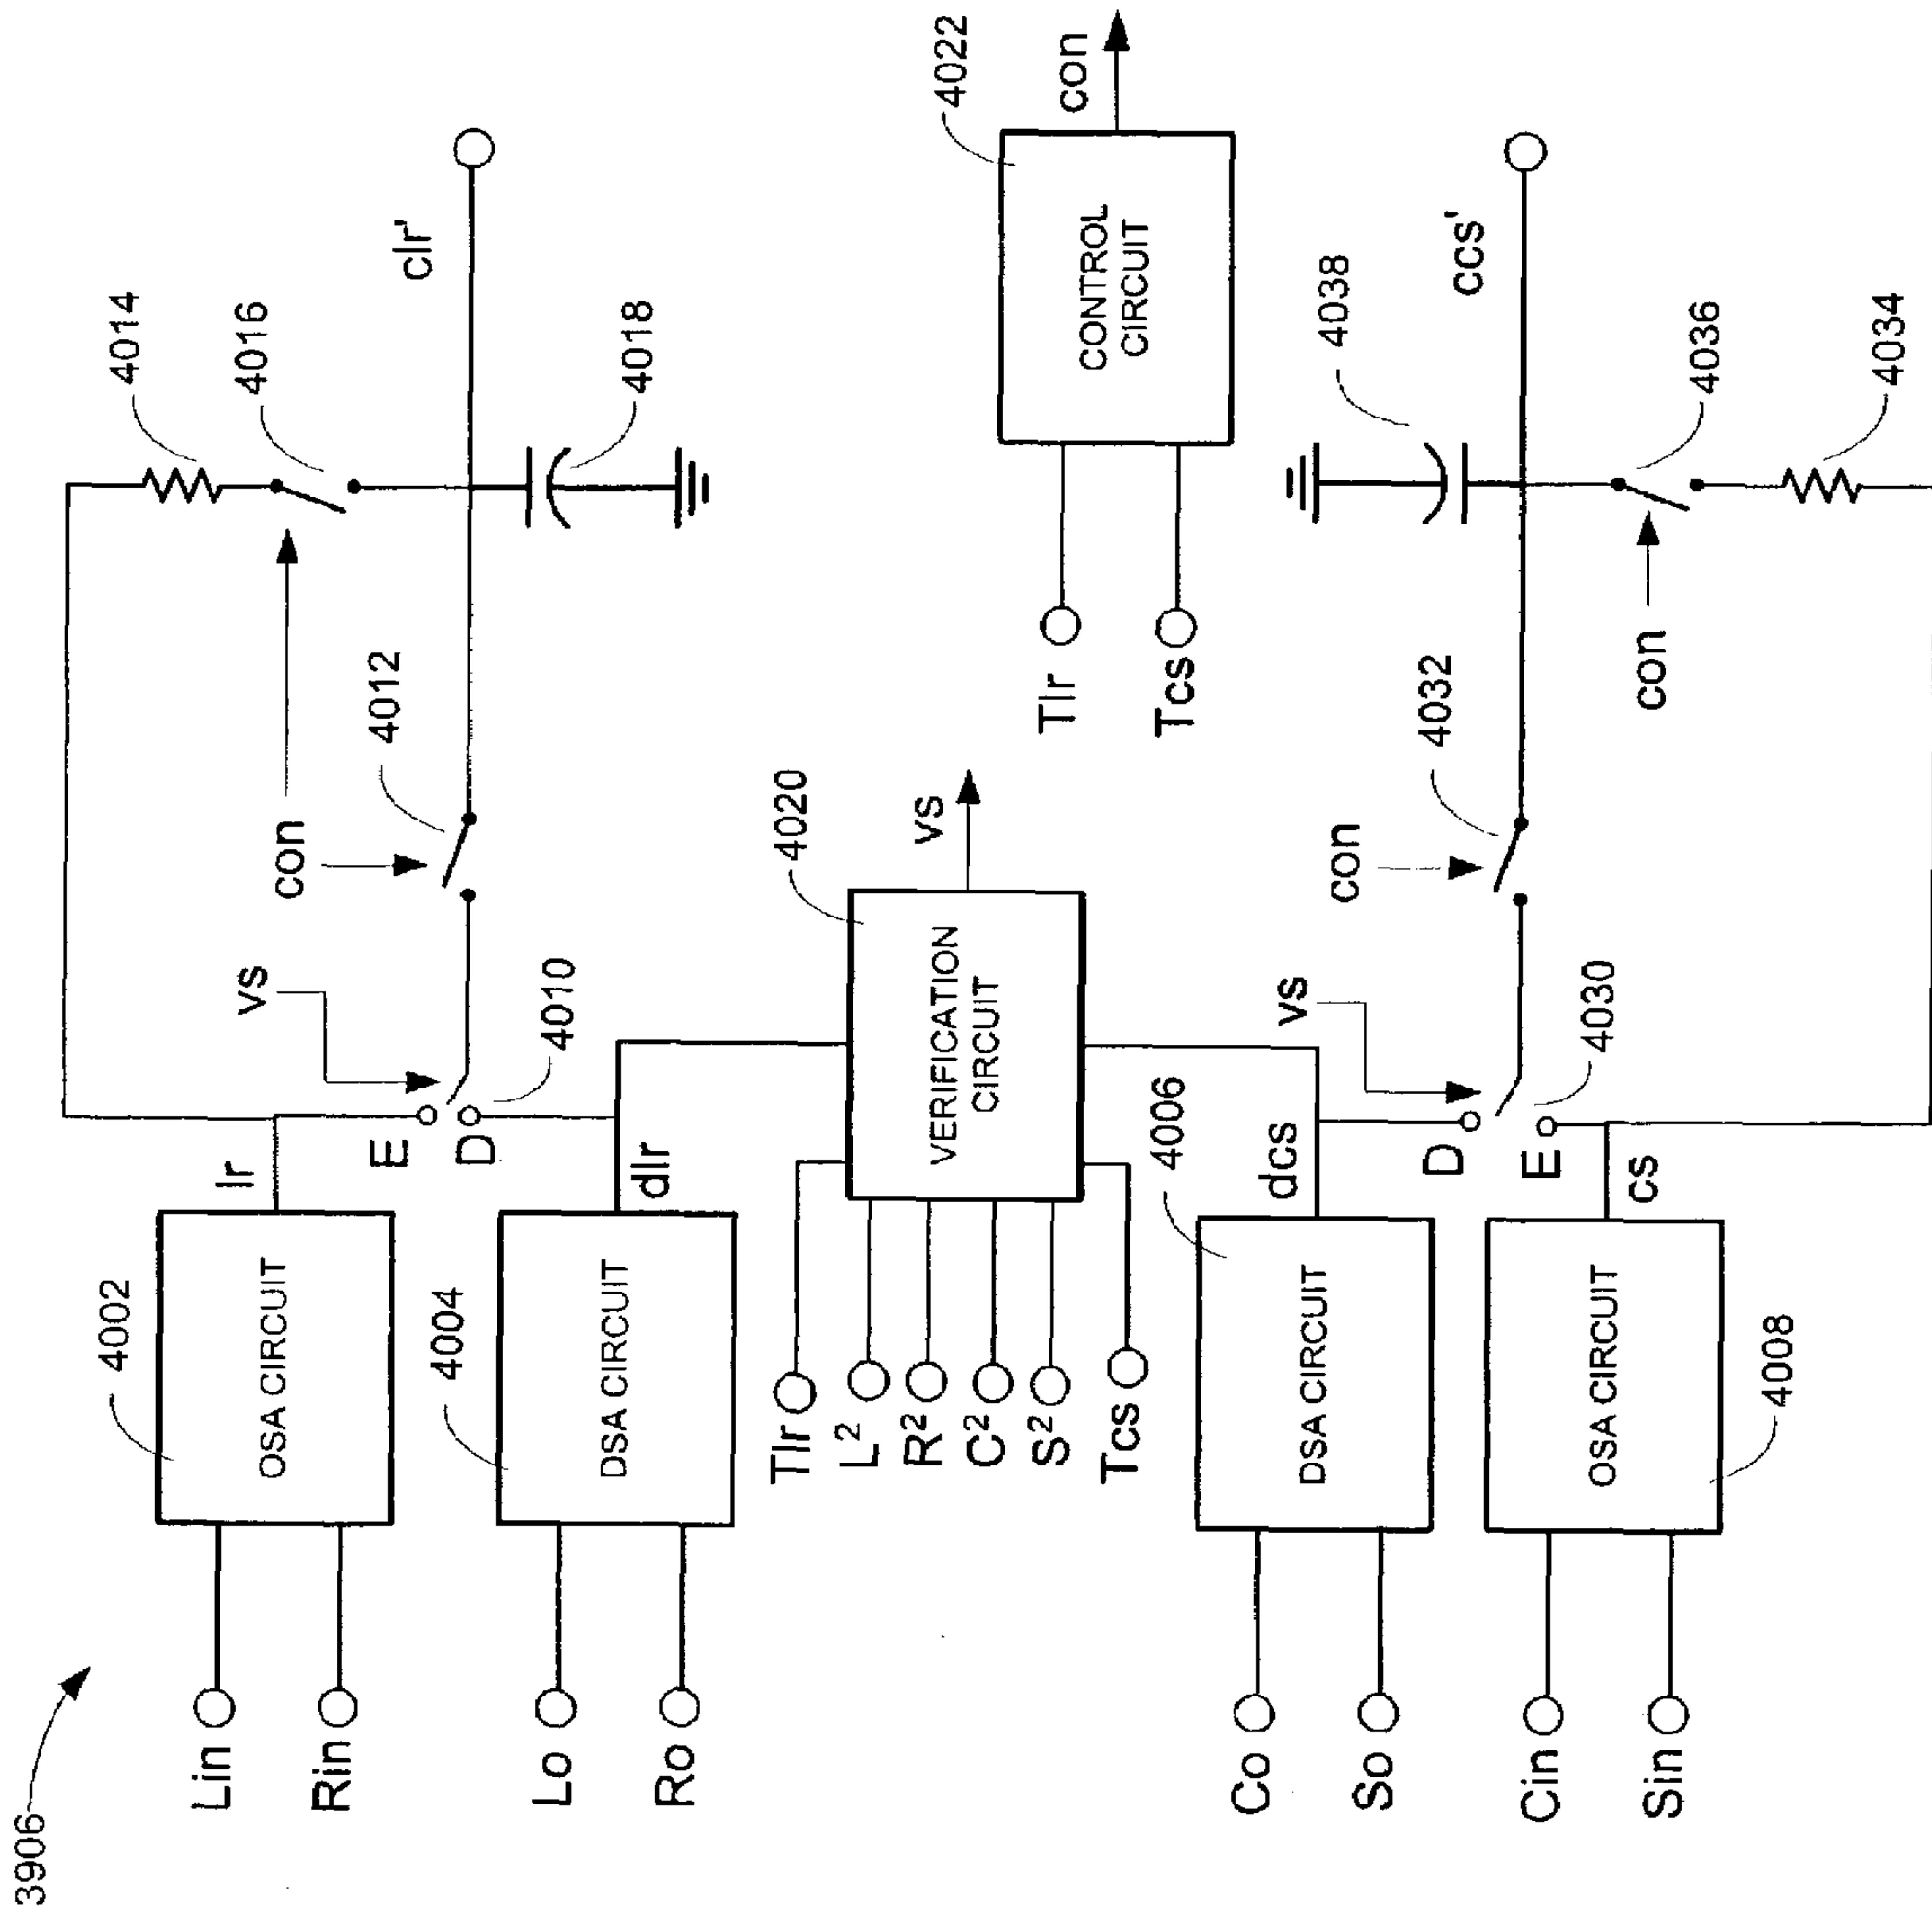 3906
Lin
Rin
4002
OSA CIRCUIT
lr
E
D
vs
4010
con
4012
4014
4016
4018
clr'
Lo
Ro
4004
DSA CIRCUIT
dlr
Tlr
L²
R²
C²
S²
Tcs
VERIFICATION
CIRCUIT
4020
vs
Tlr
Tcs
CONTROL
CIRCUIT
4022
con
Co
So
DSA CIRCUIT
4006
dcs
D
E
vs
4030
con
4032
4038
ccs'
con
4036
4034
Cin
Sin
OSA CIRCUIT
4008
cs